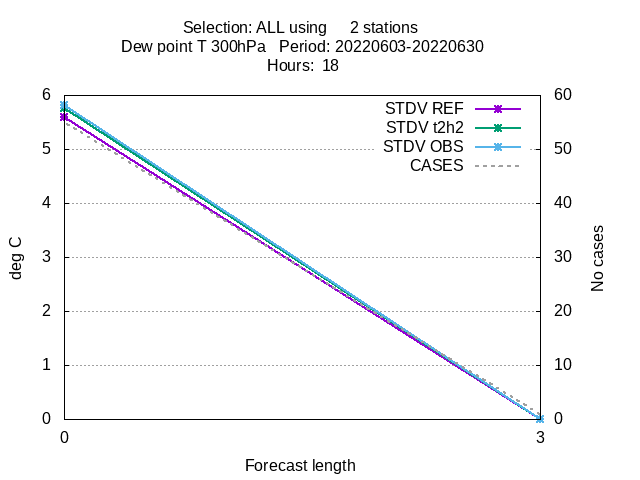 Selection: ALL using     2 stations
Dew point T 300hPa   Period: 20220603-20220630
Hours:  18
6
5
4
3
2
1
0
60
50
40
30
20
10
0
STDV REF
STDV t2h2
STDV OBS
CASES
deg C
No cases
0
3
Forecast length